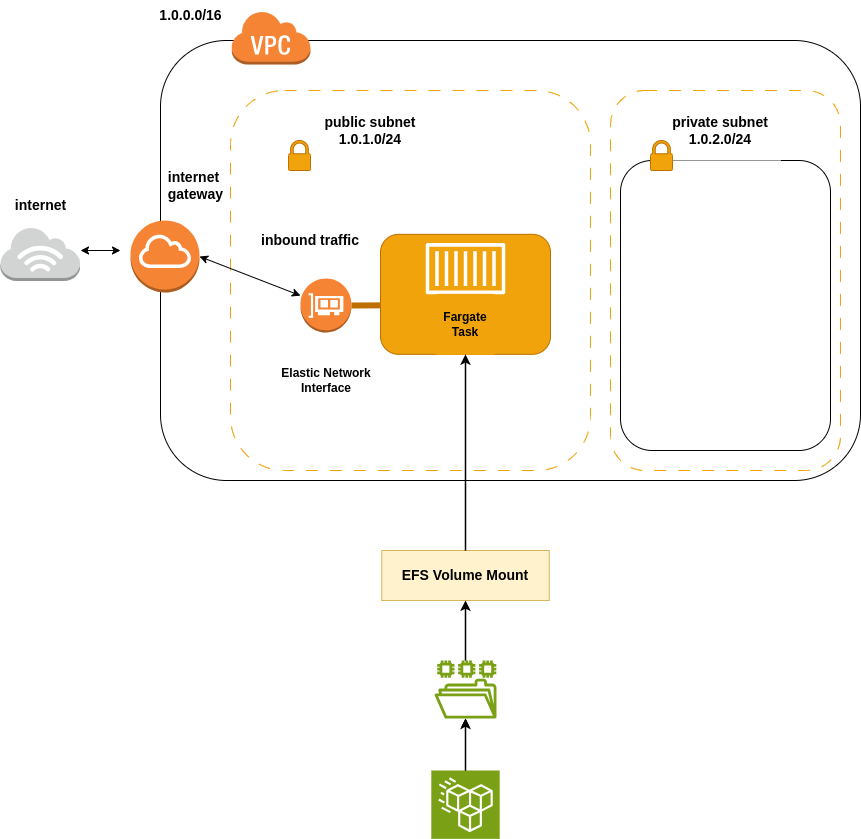 1.0.0.0/16
VPC
public subnet
1.0.1.0/24
private subnet
1.0.2.0/24
internet
gateway
internet
inbound traffic
Fargate
Task
Elastic Network
Interface
EFS Volume Mount